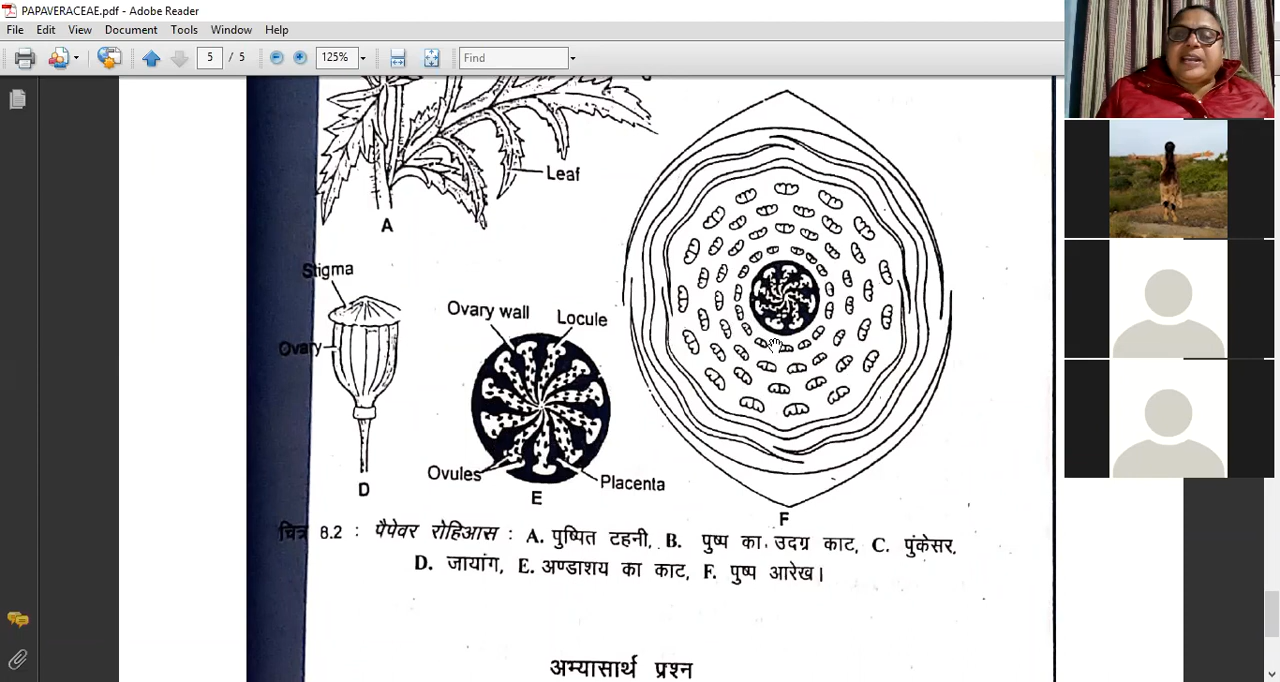 PAPAVERACEAE.pdf - Adobe Reader
File Edit View Document Tools Window Help
5 / 5 125% Find
Leaf
A
Stigma
Ovary
D
Ovary wall
Locule
Ovules
Placenta
E
F
चित्र 8.2 : पैपेवर रोहिआस : A. पुष्पित टहनी, B. पुष्प का उदग्र काट, C. पुंकेसर,
D. जायांग, E. अण्डाशय का काट, F. पुष्प आरेख।
अभ्यासार्थ प्रश्न